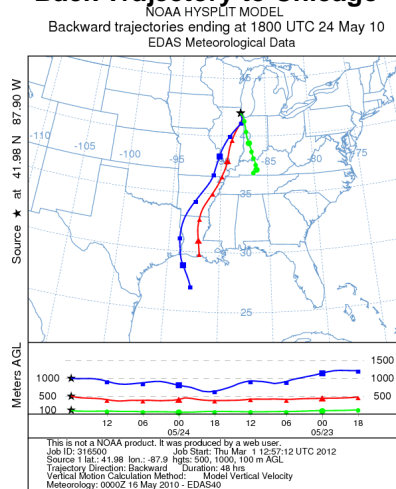 Back Trajectory to Chicago
NOAA HYSPLIT MODEL
Backward trajectories ending at 1800 UTC 24 May 10
EDAS Meteorological Data
Source ★ at 41.98 N 87.90 W
45
-110
-105
-100
-95
-85
-80
-75
35
30
30
25
Meters AGL
1500
1000
1000
500
500
100
12
06
00
18
12
06
00
18
05/24
05/23
This is not a NOAA product. It was produced by a web user.
Job ID: 316500 Job Start: Thu Mar 1 12:57:12 UTC 2012
Source 1 lat.: 41.98 lon.: -87.9 hgts: 500, 1000, 100 m AGL
Trajectory Direction: Backward Duration: 48 hrs
Vertical Motion Calculation Method: Model Vertical Velocity
Meteorology: 0000Z 16 May 2010 - EDAS40